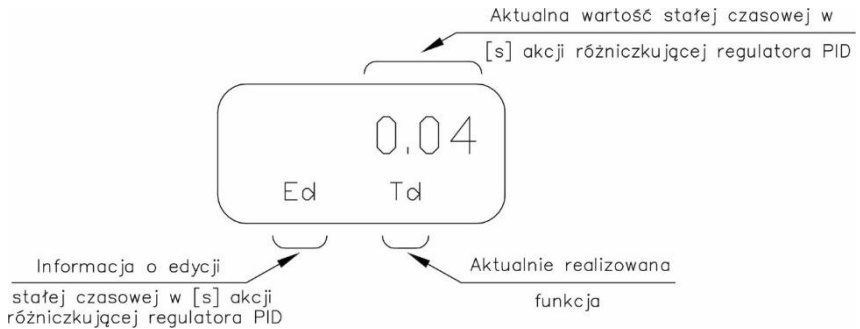 Aktualna wartość stałej czasowej w
[s] akcji różniczkującej regulatora PID
0.04
Ed Td
Informacja o edycji
stałej czasowej w [s] akcji
różniczkującej regulatora PID
Aktualnie realizowana
funkcja